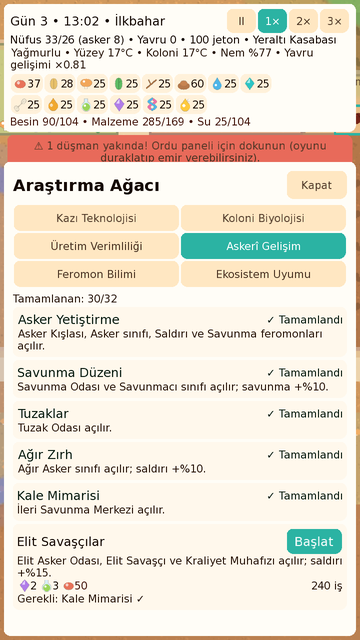 Gün 3 • 13:02 • İlkbahar
II
1×
2×
3×
Nüfus 33/26 (asker 8) • Yavru 0 • 100 jeton • Yeraltı Kasabası
Yağmurlu • Yüzey 17°C • Koloni 17°C • Nem %77 • Yavru
gelişimi ×0.81
37 28 25 25 25 60 25 25
25 25 25 25 25 25
Besin 90/104 • Malzeme 285/169 • Su 25/104
⚠ 1 düşman yakında! Ordu paneli için dokunun (oyunu
duraklatıp emir verebilirsiniz).
Araştırma Ağacı
Kapat
Kazı Teknolojisi
Koloni Biyolojisi
Üretim Verimliliği
Askerî Gelişim
Feromon Bilimi
Ekosistem Uyumu
Tamamlanan: 30/32
Asker Yetiştirme
✓ Tamamlandı
Asker Kışlası, Asker sınıfı, Saldırı ve Savunma feromonları
açılır.
Savunma Düzeni
✓ Tamamlandı
Savunma Odası ve Savunmacı sınıfı açılır; savunma +%10.
Tuzaklar
✓ Tamamlandı
Tuzak Odası açılır.
Ağır Zırh
✓ Tamamlandı
Ağır Asker sınıfı açılır; saldırı +%10.
Kale Mimarisi
✓ Tamamlandı
İleri Savunma Merkezi açılır.
Elit Savaşçılar
Başlat
Elit Asker Odası, Elit Savaşçı ve Kraliyet Muhafızı açılır; saldırı
+%15.
2 3 50
240 iş
Gerekli: Kale Mimarisi ✓